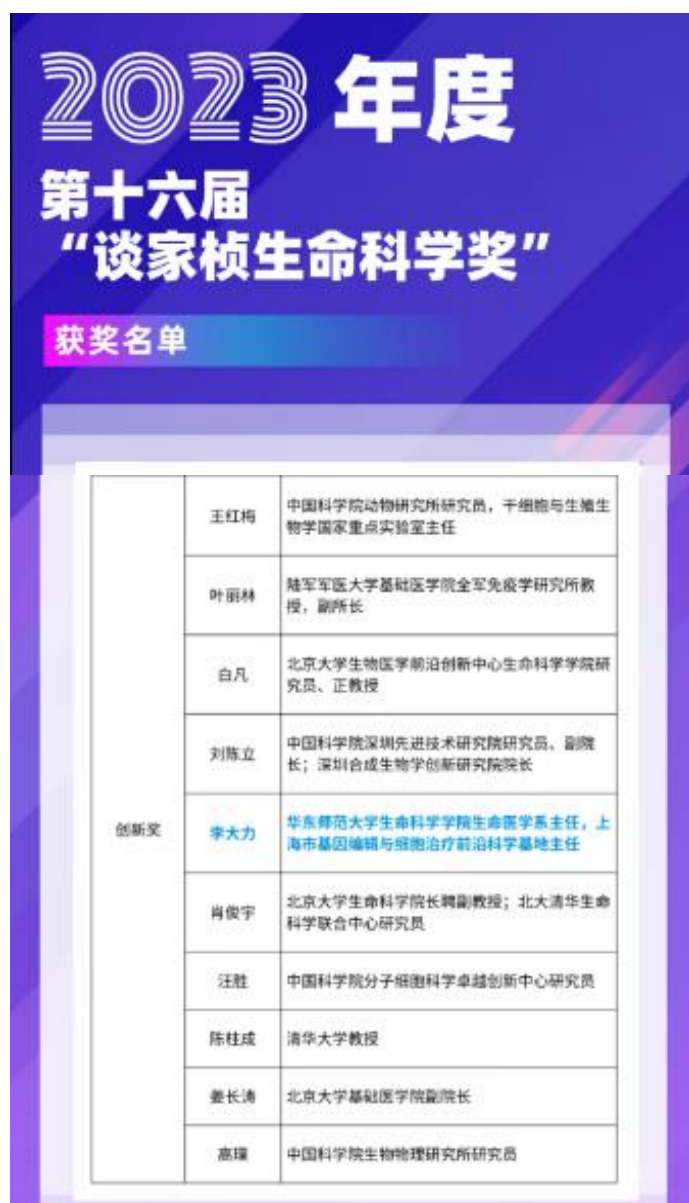 2023 年度
第十六届
“谈家桢生命科学奖”
获奖名单
创新奖
王红梅
中国科学院动物研究所研究员，干细胞与生殖生
物学国家重点实验室主任
叶丽林
陆军军医大学基础医学院全军免疫学研究所教
授，副所长
白凡
北京大学生物医学前沿创新中心生命科学学院研
究员、正教授
刘陈立
中国科学院深圳先进技术研究院研究员、副院
长；深圳合成生物学创新研究院院长
李大力
华东师范大学生命科学学院生命医学系主任，上
海市基因编辑与细胞治疗前沿科学基地主任
肖俊宇
北京大学生命科学院长聘副教授；北大清华生命
科学联合中心研究员
汪胜
中国科学院分子细胞科学卓越创新中心研究员
陈柱成
清华大学教授
姜长涛
北京大学基础医学院副院长
高璞
中国科学院生物物理研究所研究员